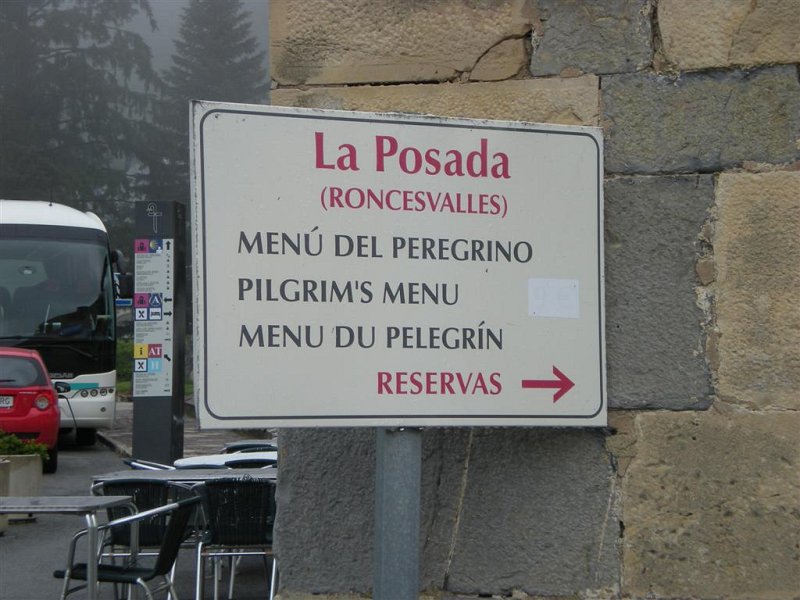 La Posada
(RONCESVALLES)
MENÚ DEL PEREGRINO
PILGRIM'S MENU
MENU DU PELEGRÍN
RESERVAS